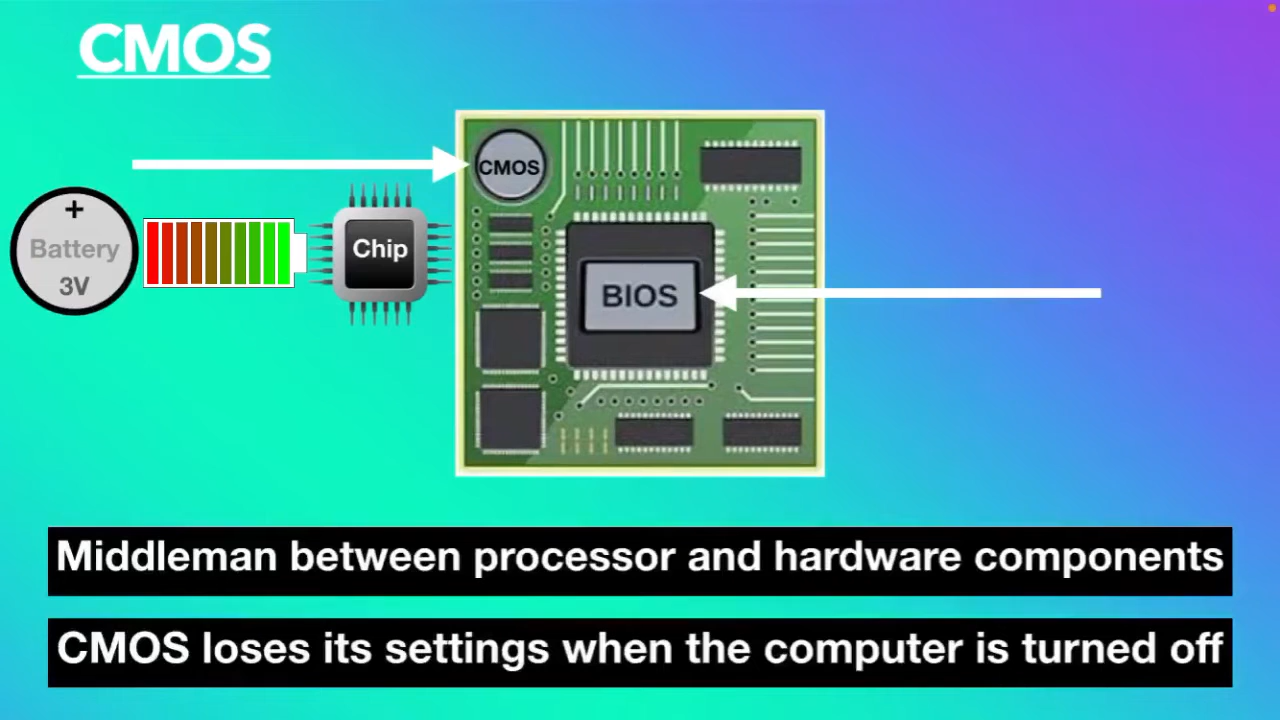 CMOS
CMOS
+
Battery
3V
Chip
BIOS
Middleman between processor and hardware components
CMOS loses its settings when the computer is turned off